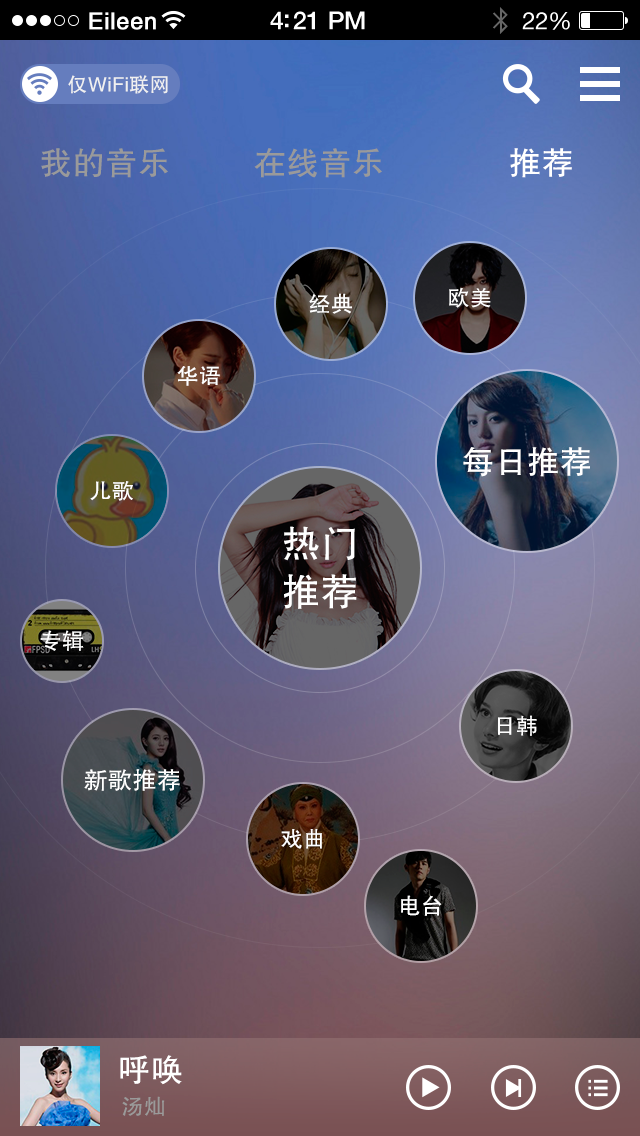 Eileen 4:21 PM 22%
仅WiFi联网
我的音乐 在线音乐 推荐
经典
欧美
华语
每日推荐
儿歌
热门
推荐
专辑
日韩
新歌推荐
戏曲
电台
呼唤
汤灿